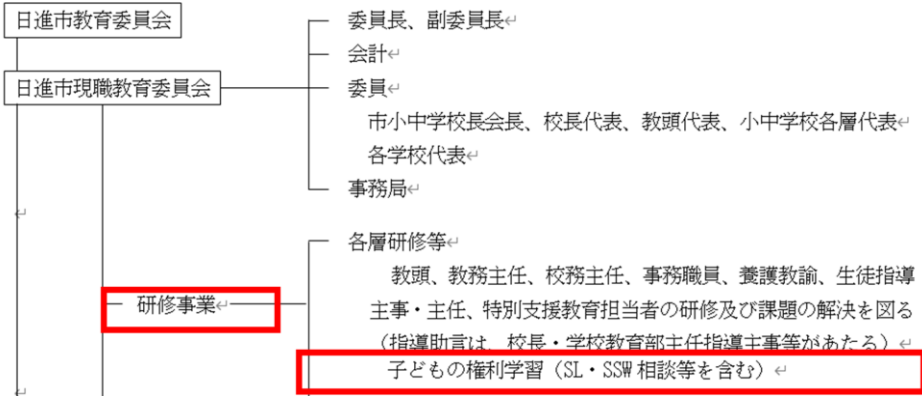 日進市教育委員会
委員長、副委員長
会計
日進市現職教育委員会
委員
市小中学校長会長、校長代表、教頭代表、小中学校各層代表
各学校代表
事務局
各層研修等
教頭、教務主任、校務主任、事務職員、養護教諭、生徒指導
研修事業
主事・主任、特別支援教育担当者の研修及び課題の解決を図る
（指導助言は、校長・学校教育部主任指導主事等があたる）
子どもの権利学習（SL・SSW相談等を含む）